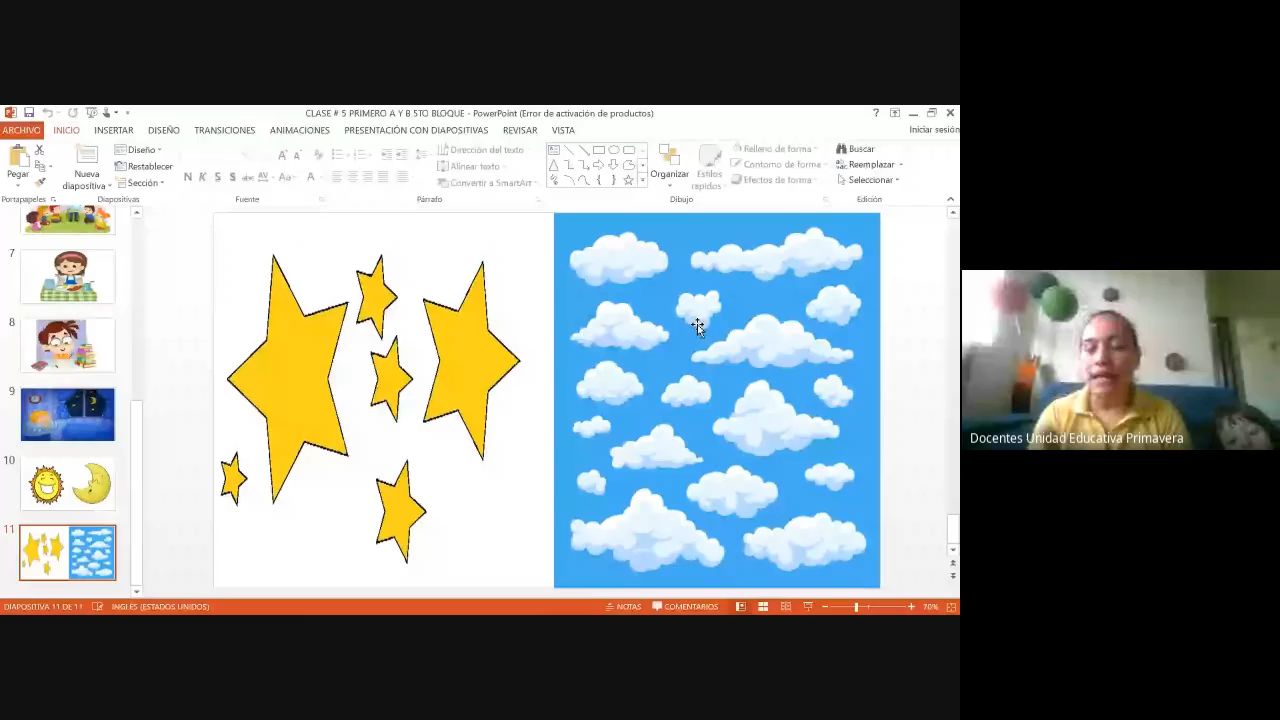 CLASE # 5 PRIMERO A Y B 5TO BLOQUE - PowerPoint (Error de activación de productos)
ARCHIVO INICIO INSERTAR DISEÑO TRANSICIONES ANIMACIONES PRESENTACIÓN CON DIAPOSITIVAS REVISAR VISTA Iniciar sesión
Pegar
Nueva diapositiva
Diseño
Restablecer
Sección
N K S S abc AV Aa A
Dirección del texto
Alinear texto
Convertir a SmartArt
Organizar
Estilos rápidos
Relleno de forma
Contorno de forma
Efectos de forma
Buscar
Reemplazar
Seleccionar
Portapapeles Diapositivas Fuente Párrafo Dibujo Edición
7
8
9
10
11
Docentes Unidad Educativa Primavera
DIAPOSITIVA 11 DE 11 INGLÉS (ESTADOS UNIDOS) NOTAS COMENTARIOS 70%